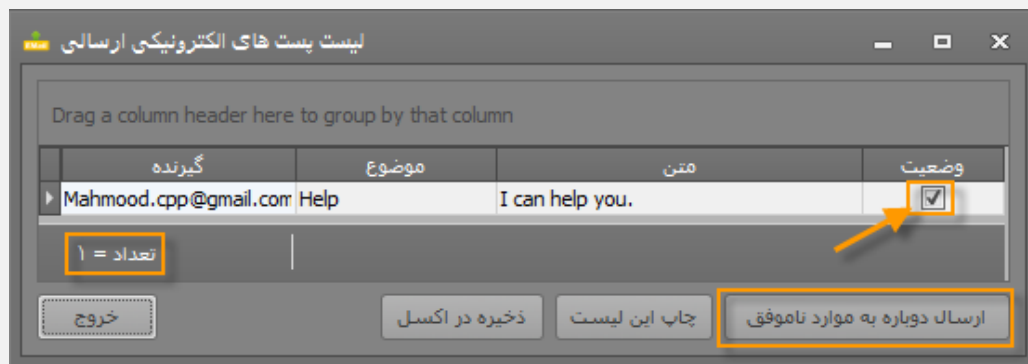 لیست پست های الکترونیکی ارسالی
Drag a column header here to group by that column
گیرنده موضوع متن وضعیت
Mahmood.cpp@gmail.com Help I can help you.
تعداد = ۱
خروج ذخیره در اکسل چاپ این لیست ارسال دوباره به موارد ناموفق